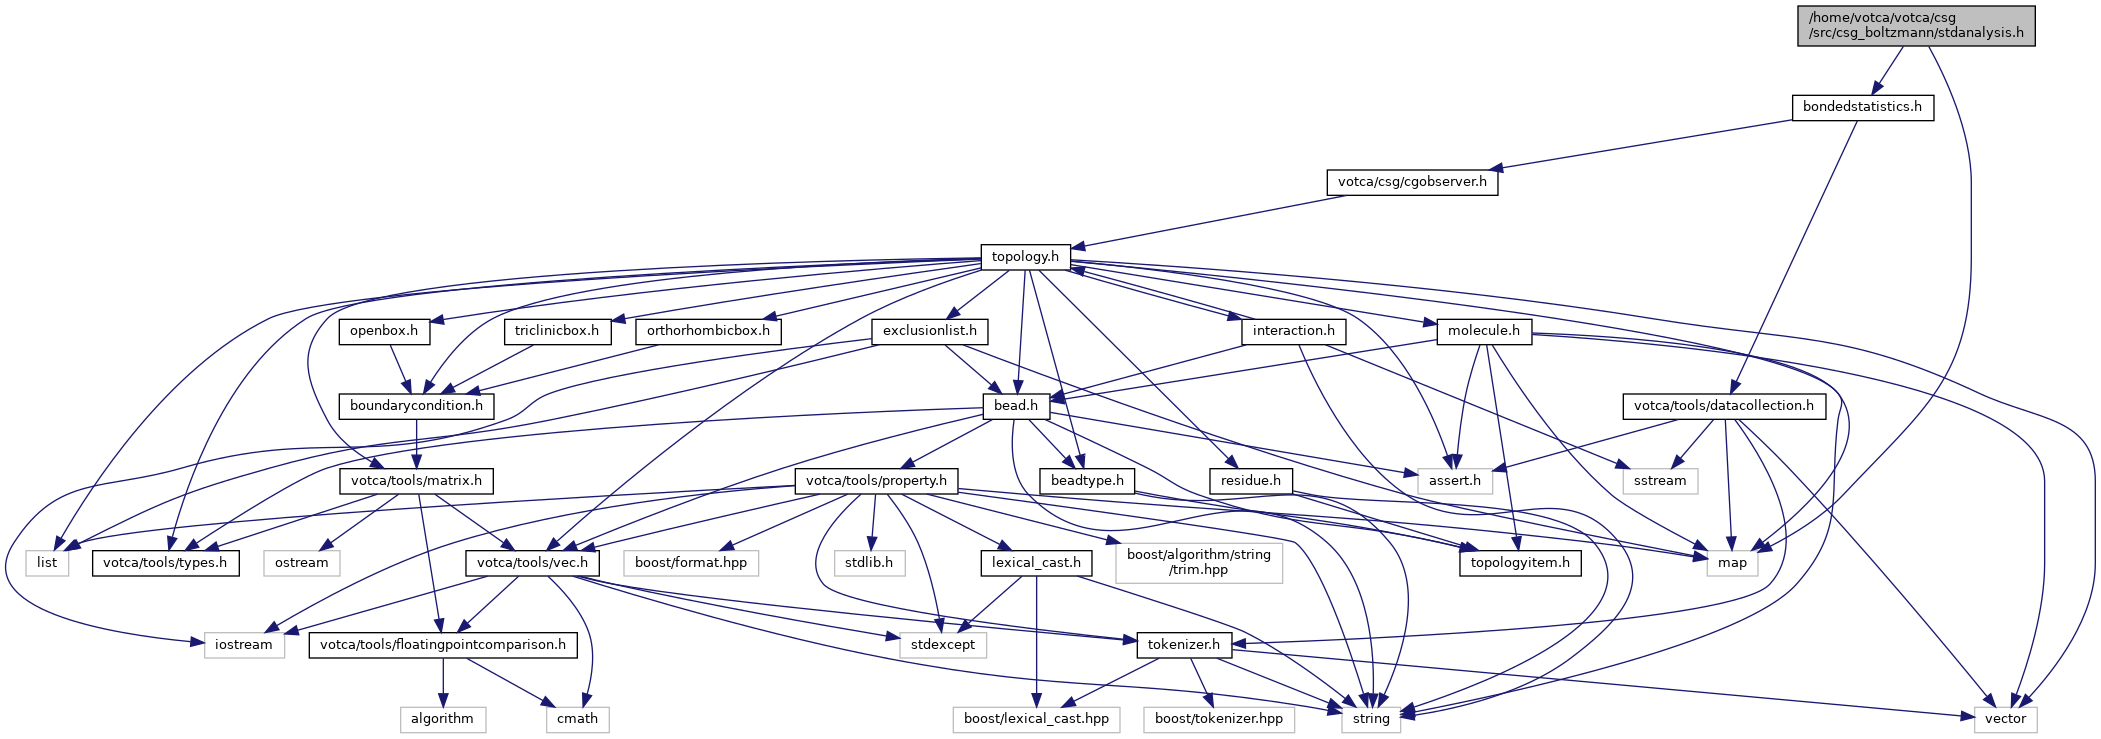 /home/votca/votca/csg
/src/csg_boltzmann/stdanalysis.h
bondedstatistics.h
votca/csg/cgobserver.h
topology.h
openbox.h
triclinicbox.h
orthorhombicbox.h
exclusionlist.h
interaction.h
molecule.h
boundarycondition.h
bead.h
votca/tools/datacollection.h
votca/tools/matrix.h
votca/tools/property.h
beadtype.h
residue.h
assert.h
sstream
list
votca/tools/types.h
ostream
votca/tools/vec.h
boost/format.hpp
stdlib.h
lexical_cast.h
boost/algorithm/string
/trim.hpp
topologyitem.h
map
iostream
votca/tools/floatingpointcomparison.h
stdexcept
tokenizer.h
algorithm
cmath
boost/lexical_cast.hpp
boost/tokenizer.hpp
string
vector